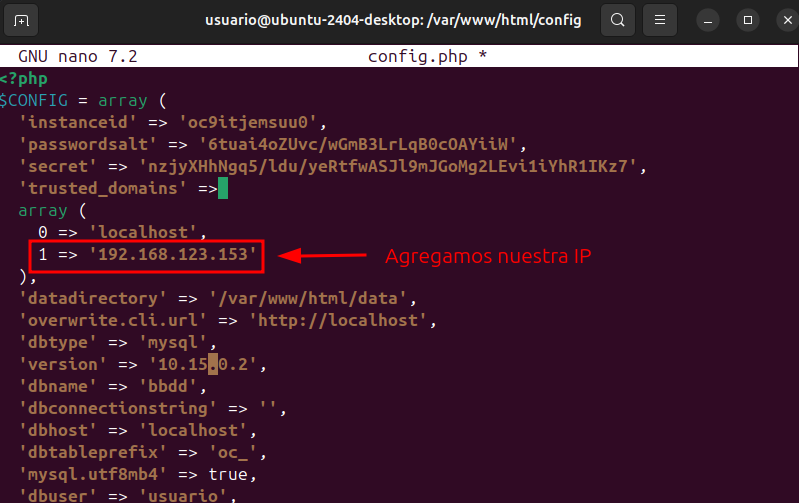 usuario@ubuntu-2404-desktop: /var/www/html/config
GNU nano 7.2 config.php *
<?php
$CONFIG = array (
'instanceid' => 'oc9itjemsuu0',
'passwordsalt' => '6tuai4oZUvc/wGmB3LrLqB0cOAYiiW',
'secret' => 'nzjyXHhNgq5/ldu/yeRtfwASJl9mJGoMg2LEvi1iYhR1IKz7',
'trusted_domains' =>
array (
0 => 'localhost',
1 => '192.168.123.153' Agregamos nuestra IP
),
'datadirectory' => '/var/www/html/data',
'overwrite.cli.url' => 'http://localhost',
'dbtype' => 'mysql',
'version' => '10.15.0.2',
'dbname' => 'bbdd',
'dbconnectionstring' => '',
'dbhost' => 'localhost',
'dbtableprefix' => 'oc_',
'mysql.utf8mb4' => true,
'dbuser' => 'usuario',